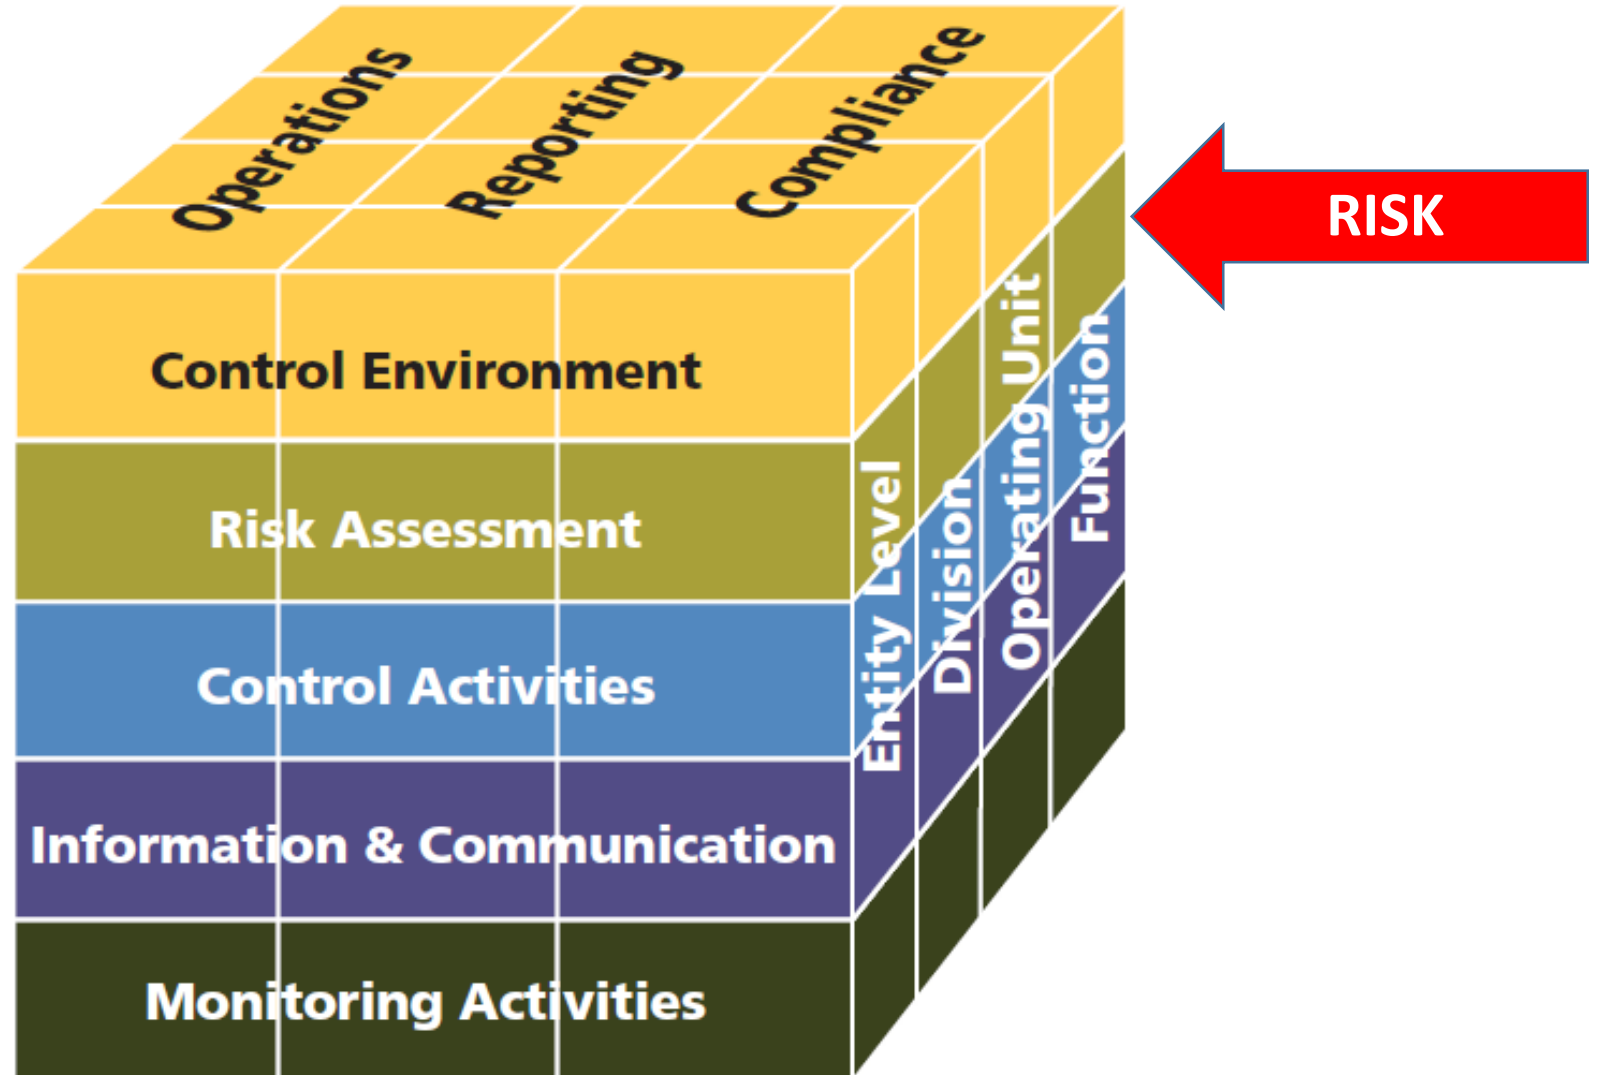 Operations
Reporting
Compliance
RISK
Control Environment
Risk Assessment
Control Activities
Information & Communication
Monitoring Activities
Entity Level
Division
Operating Unit
Function